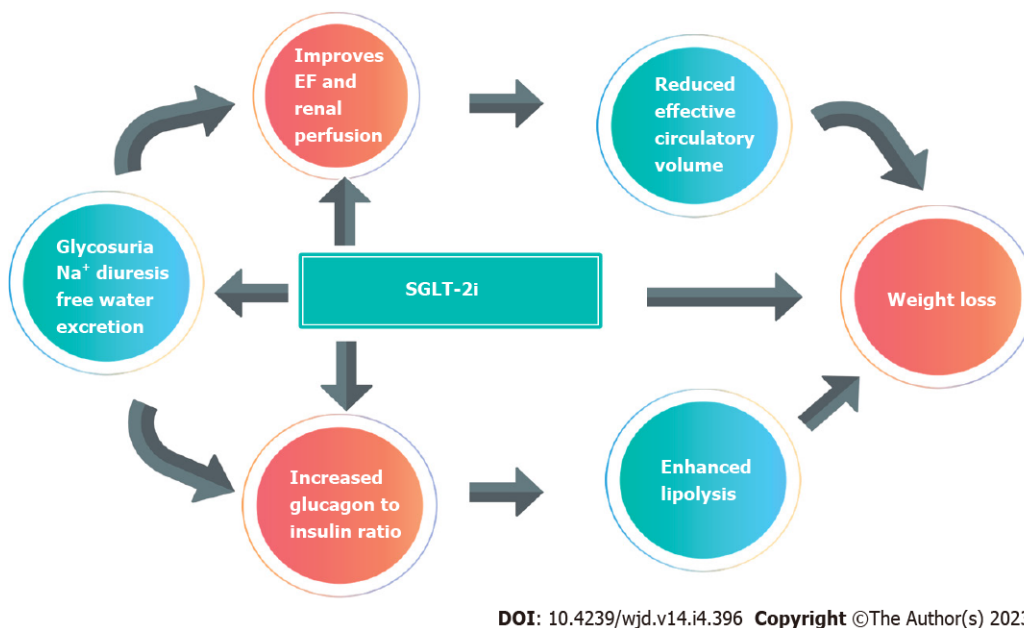 Improves
EF and
renal
perfusion
Reduced
effective
circulatory
volume
Glycosuria
Na⁺ diuresis
free water
excretion
SGLT-2i
Weight loss
Increased
glucagon to
insulin ratio
Enhanced
lipolysis
DOI: 10.4239/wjd.v14.i4.396 Copyright ©The Author(s) 2023